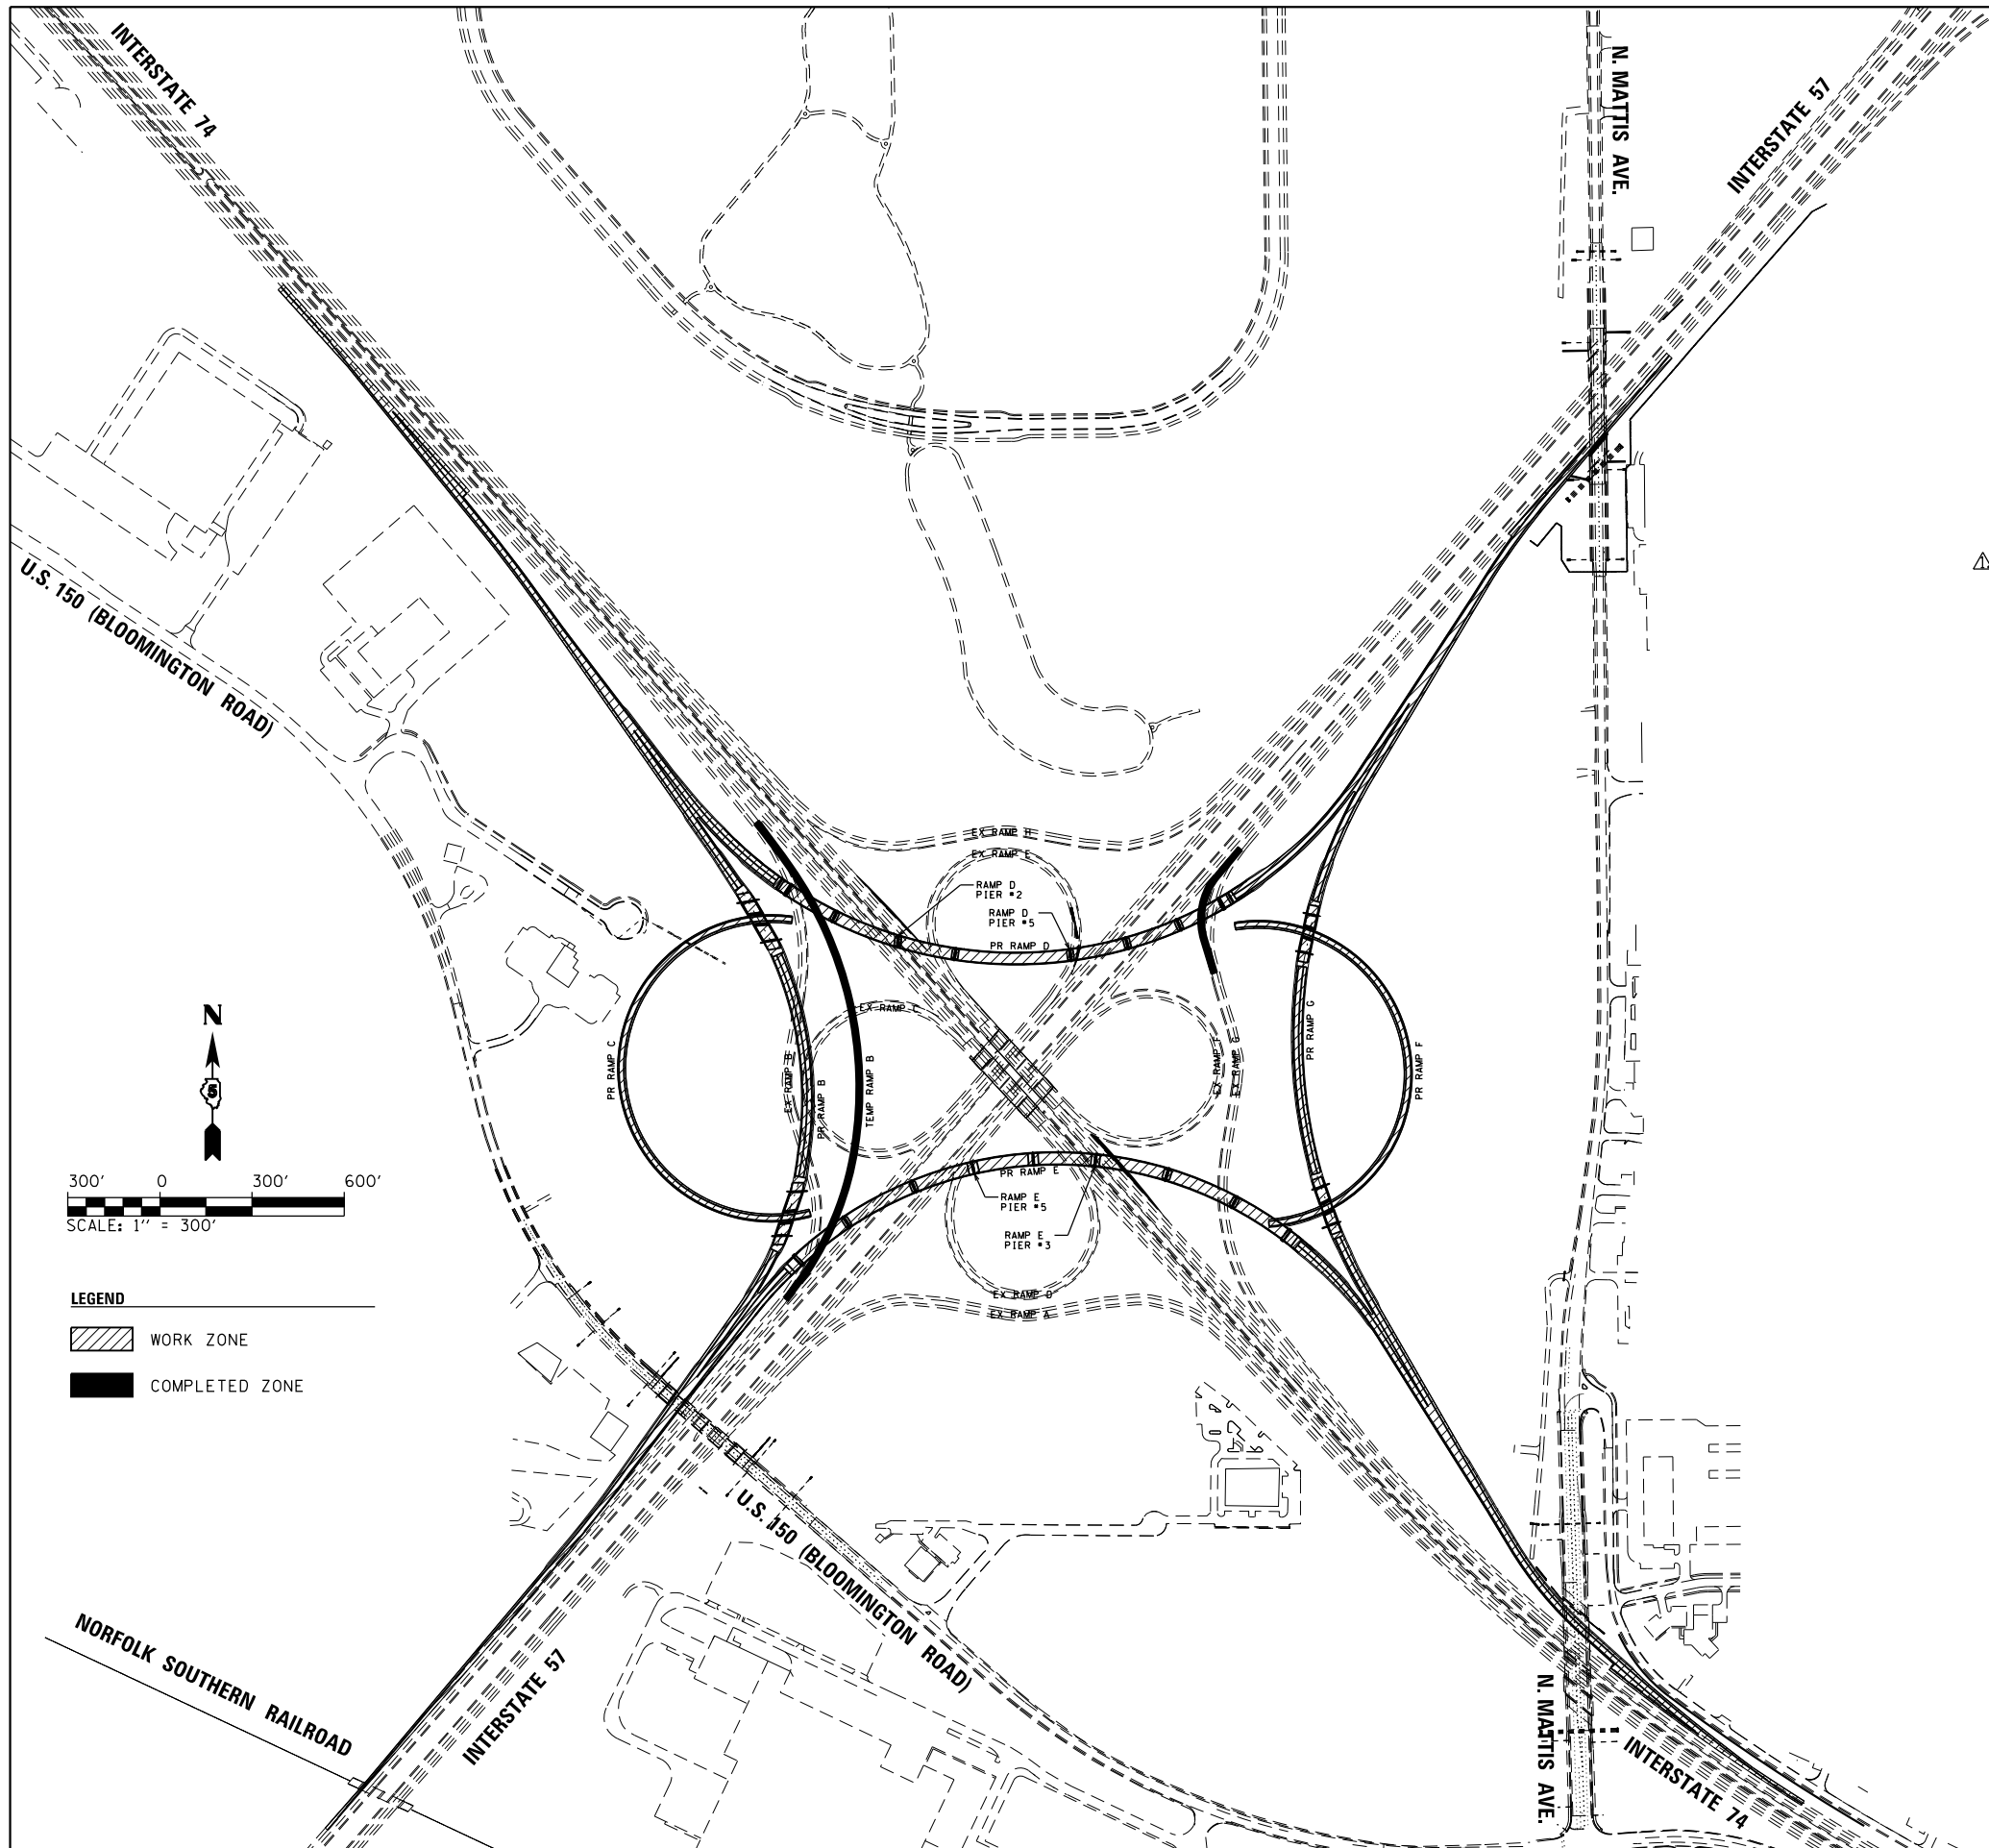 INTERSTATE 74
N. MATTIS AVE.
INTERSTATE 57
U.S. 150 (BLOOMINGTON ROAD)
EX RAMP H
EX RAMP E
RAMP D
PIER #2
RAMP D
PIER #5
PR RAMP D
EX RAMP C
PR RAMP C
EX RAMP B
PR RAMP B
TEMP RAMP B
EX RAMP F
EX RAMP G
PR RAMP G
PR RAMP F
PR RAMP E
RAMP E
PIER #5
RAMP E
PIER #3
EX RAMP D
EX RAMP A
N
5
300' 0 300' 600'
SCALE: 1" = 300'
LEGEND
WORK ZONE
COMPLETED ZONE
U.S. 150 (BLOOMINGTON ROAD)
NORFOLK SOUTHERN RAILROAD
INTERSTATE 57
N. MATTIS AVE.
INTERSTATE 74